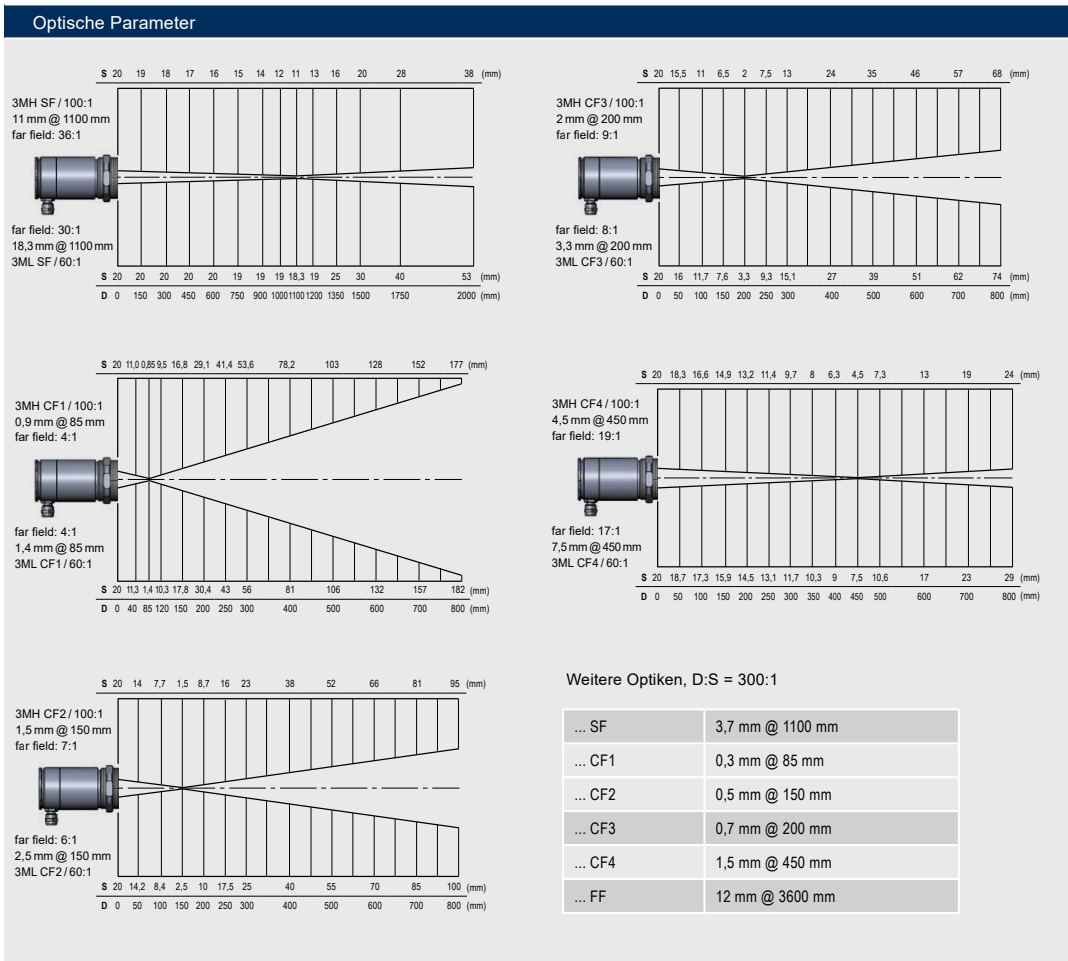 Optische Parameter
S 20 19 18 17 16 15 14 12 11 13 16 20 28 38 (mm)
3MH SF / 100:1
11 mm @ 1100 mm
far field: 36:1
far field: 30:1
18,3 mm @ 1100 mm
3ML SF / 60:1
S 20 20 20 20 20 19 19 19 18,3 19 25 30 40 53 (mm)
D 0 150 300 450 600 750 900 1000 1100 1200 1350 1500 1750 2000 (mm)
S 20 15,5 11 6,5 2 7,5 13 24 35 46 57 68 (mm)
3MH CF3 / 100:1
2 mm @ 200 mm
far field: 9:1
far field: 8:1
3,3 mm @ 200 mm
3ML CF3 / 60:1
S 20 16 11,7 7,6 3,3 9,3 15,1 27 39 51 62 74 (mm)
D 0 50 100 150 200 250 300 400 500 600 700 800 (mm)
S 20 11,0 0,85 9,5 16,8 29,1 41,4 53,6 78,2 103 128 152 177 (mm)
3MH CF1 / 100:1
0,9 mm @ 85 mm
far field: 4:1
far field: 4:1
1,4 mm @ 85 mm
3ML CF1 / 60:1
S 20 11,3 1,4 10,3 17,8 30,4 43 56 81 106 132 157 182 (mm)
D 0 40 85 120 150 200 250 300 400 500 600 700 800 (mm)
S 20 18,3 16,6 14,9 13,2 11,4 9,7 8 6,3 4,5 7,3 13 19 24 (mm)
3MH CF4 / 100:1
4,5 mm @ 450 mm
far field: 19:1
far field: 17:1
7,5 mm @ 450 mm
3ML CF4 / 60:1
S 20 18,7 17,3 15,9 14,5 13,1 11,7 10,3 9 7,5 10,6 17 23 29 (mm)
D 0 50 100 150 200 250 300 350 400 450 500 600 700 800 (mm)
S 20 14 7,7 1,5 8,7 16 23 38 52 66 81 95 (mm)
3MH CF2 / 100:1
1,5 mm @ 150 mm
far field: 7:1
far field: 6:1
2,5 mm @ 150 mm
3ML CF2 / 60:1
S 20 14,2 8,4 2,5 10 17,5 25 40 55 70 85 100 (mm)
D 0 50 100 150 200 250 300 400 500 600 700 800 (mm)
Weitere Optiken, D:S = 300:1
... SF 3,7 mm @ 1100 mm
... CF1 0,3 mm @ 85 mm
... CF2 0,5 mm @ 150 mm
... CF3 0,7 mm @ 200 mm
... CF4 1,5 mm @ 450 mm
... FF 12 mm @ 3600 mm